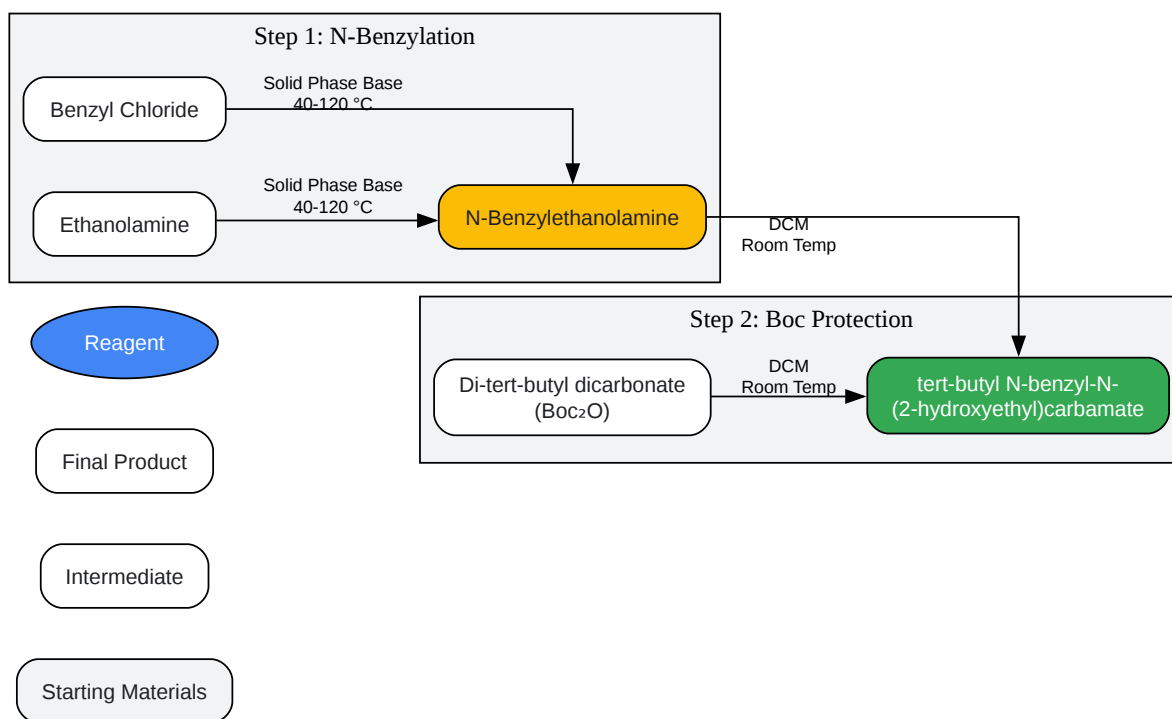 Step 1: N-Benzylation
Solid Phase Base
40-120 °C
Benzyl Chloride
Solid Phase Base
40-120 °C
Ethanolamine
N-Benzylethanolamine
DCM
Room Temp
Reagent
Step 2: Boc Protection
Di-tert-butyl dicarbonate
(Boc₂O)
DCM
Room Temp
tert-butyl N-benzyl-N-
(2-hydroxyethyl)carbamate
Final Product
Intermediate
Starting Materials